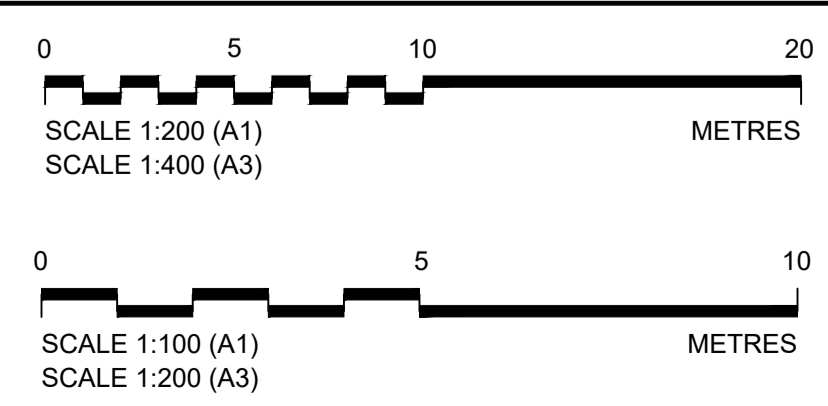 0 5 10 20
SCALE 1:200 (A1) METRES
SCALE 1:400 (A3)
0 5 10
SCALE 1:100 (A1) METRES
SCALE 1:200 (A3)